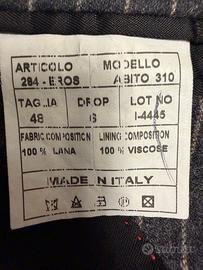 ARTICOLO MODELLO
284-EROS ABITO 310
TAGLIA DROP LOT NO
48 6 I-4445
FABRIC COMPOSITION LINING COMPOSITION
100 % LANA 100 % VISCOSE
MADE IN ITALY
subito